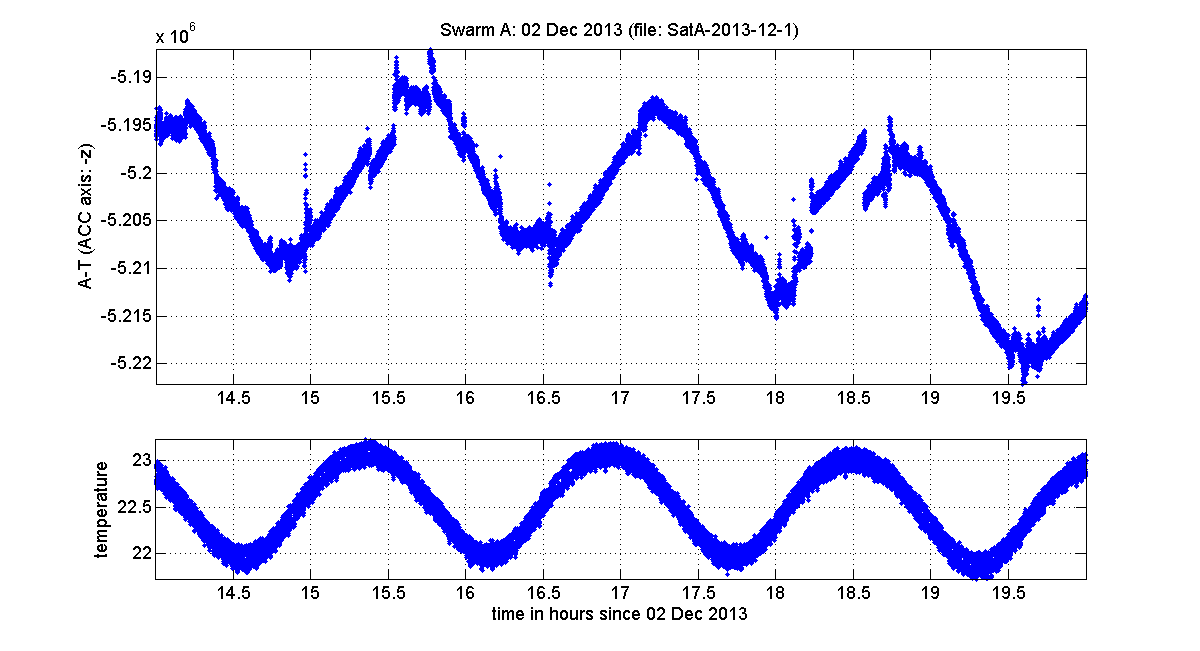 Swarm A: 02 Dec 2013 (file: SatA-2013-12-1)
x 10^6
A-T (ACC axis: -z)
-5.19
-5.195
-5.2
-5.205
-5.21
-5.215
-5.22
14.5 15 15.5 16 16.5 17 17.5 18 18.5 19 19.5
temperature
23
22.5
22
14.5 15 15.5 16 16.5 17 17.5 18 18.5 19 19.5
time in hours since 02 Dec 2013